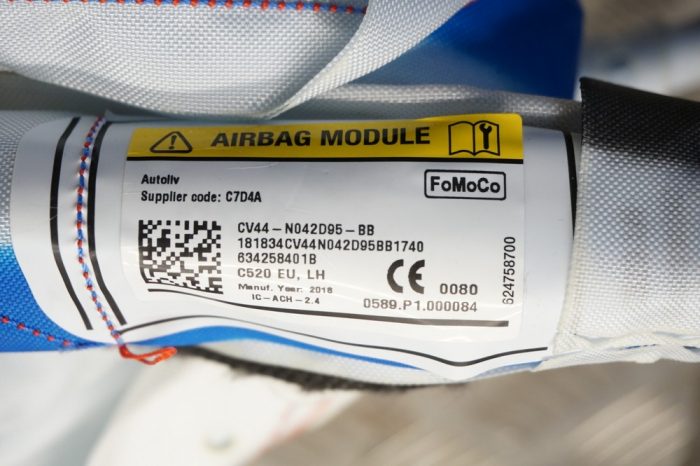 AIRBAG MODULE
Autoliv
Supplier code: C7D4A
FoMoCo
CV44-N042D95-BB
181834CV44N042D95BB1740
634258401B
C520 EU, LH
Manuf. Year: 2018
IC-ACH-2.4
CE 0080
0589.P1.000084
624758700